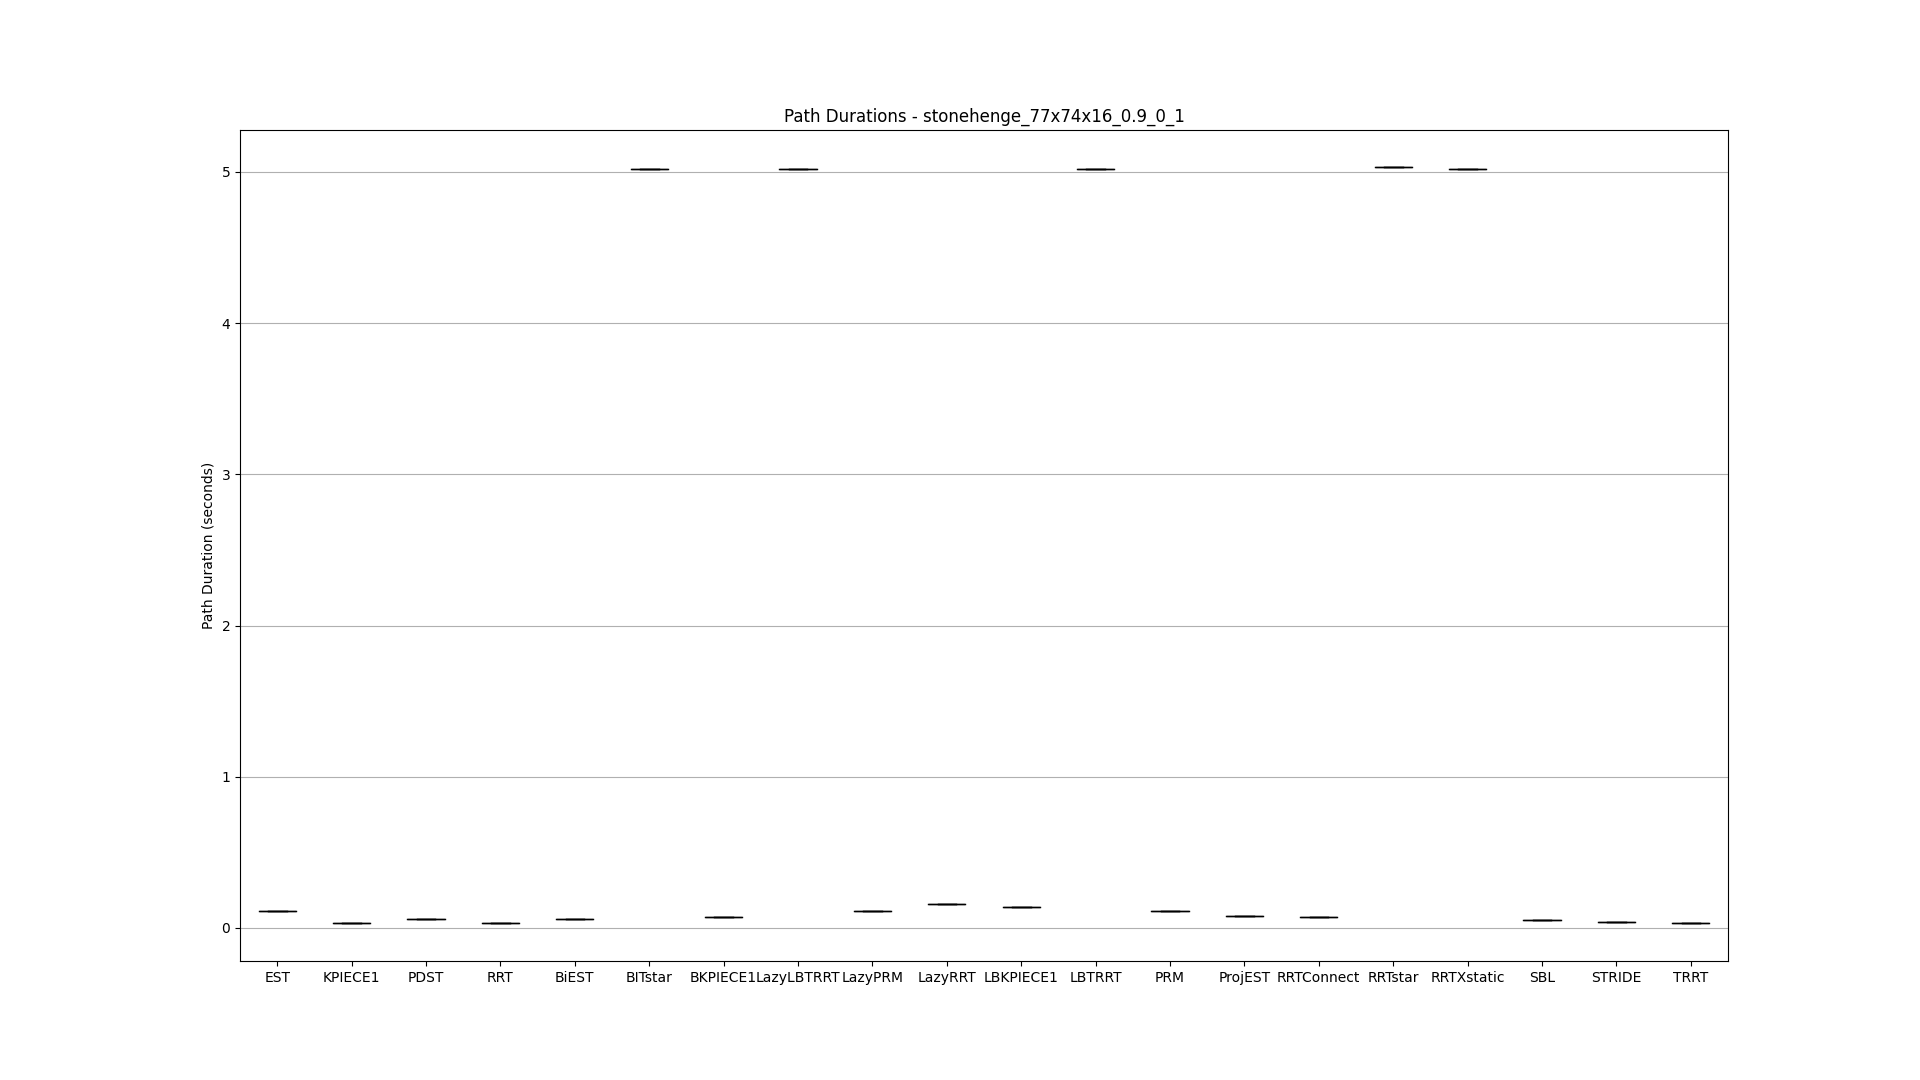 Path Durations - stonehenge_77x74x16_0.9_0_1
Path Duration (seconds)
5
4
3
2
1
0
EST KPIECE1 PDST RRT BiEST BITstar BKPIECE1 LazyLBTRRT LazyPRM LazyRRT LBKPIECE1 LBTRRT PRM ProjEST RRTConnect RRTstar RRTXstatic SBL STRIDE TRRT